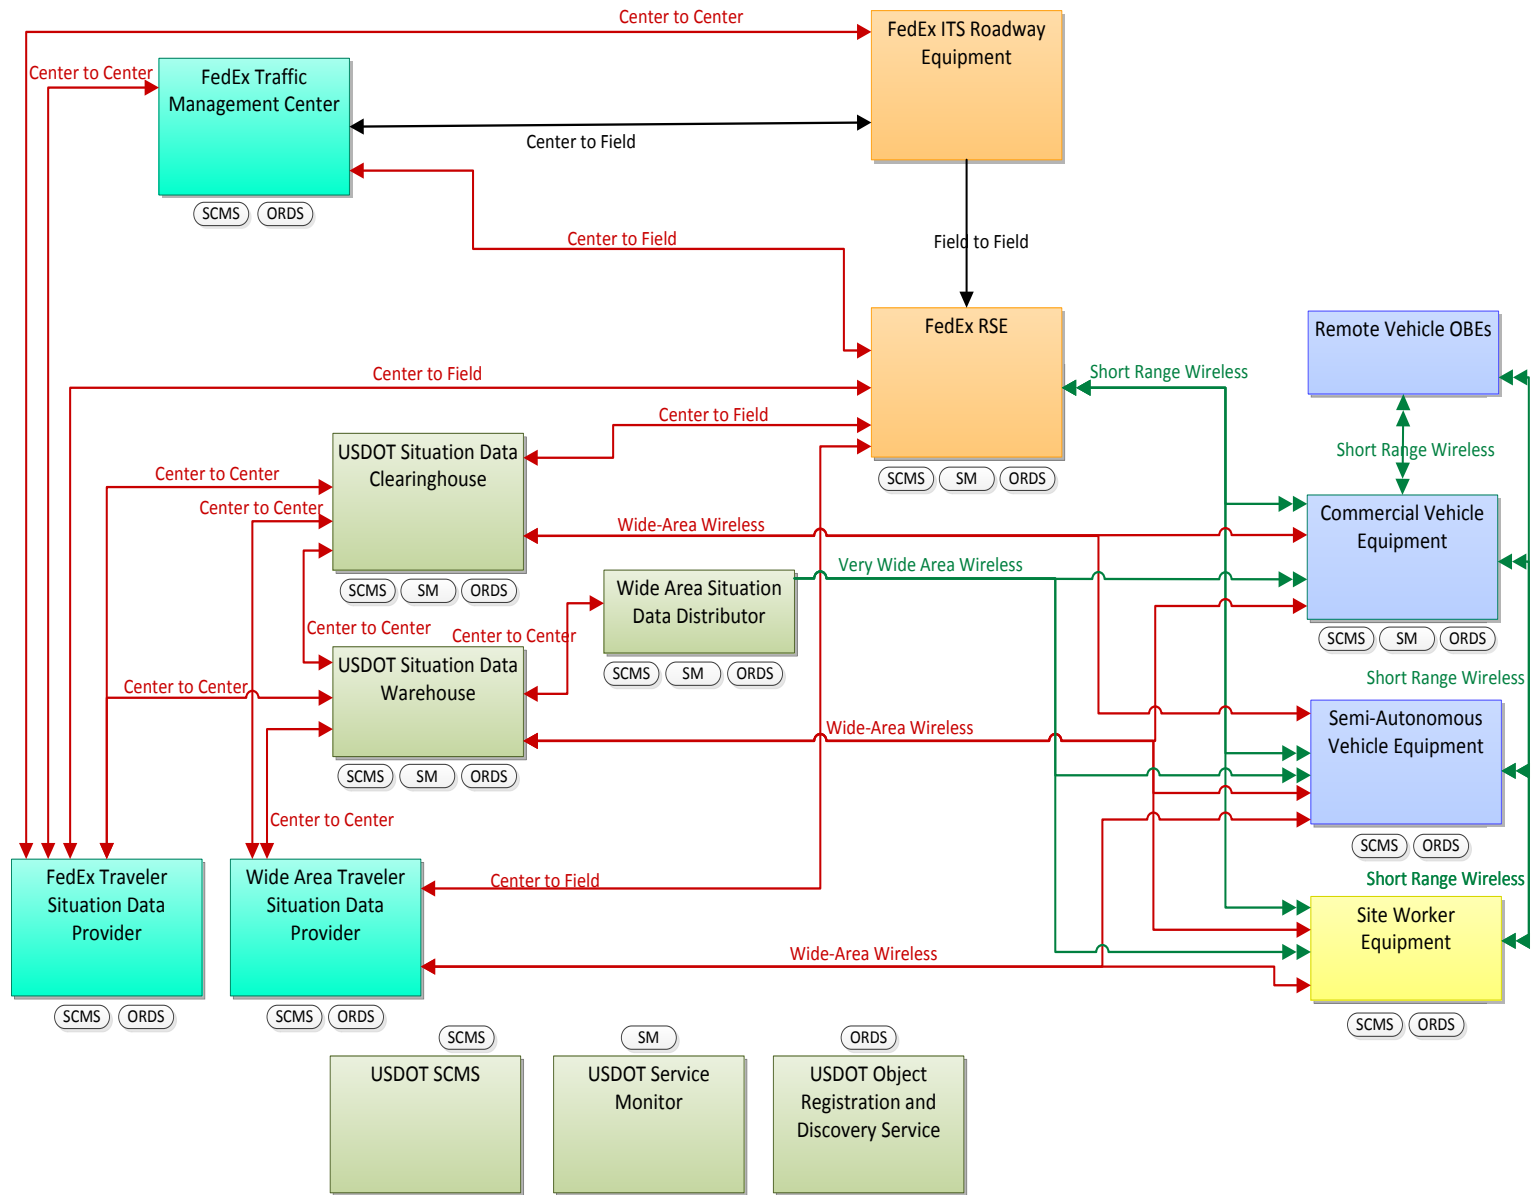 Center to Center
FedEx ITS Roadway
Equipment
Center to Center
FedEx Traffic
Management Center
Center to Field
SCMS
ORDS
Center to Field
Field to Field
FedEx RSE
Remote Vehicle OBEs
Center to Field
Short Range Wireless
Center to Field
USDOT Situation Data
Clearinghouse
Short Range Wireless
Center to Center
SCMS
SM
ORDS
Center to Center
Wide-Area Wireless
Commercial Vehicle
Equipment
Very Wide Area Wireless
SCMS
SM
ORDS
Wide Area Situation
Data Distributor
Center to Center
Center to Center
SCMS
SM
ORDS
USDOT Situation Data
Warehouse
SCMS
SM
ORDS
Center to Center
Short Range Wireless
Wide-Area Wireless
Semi-Autonomous
Vehicle Equipment
SCMS
SM
ORDS
Center to Center
SCMS
ORDS
FedEx Traveler
Situation Data
Provider
Wide Area Traveler
Situation Data
Provider
Center to Field
Short Range Wireless
Site Worker
Equipment
Wide-Area Wireless
SCMS
ORDS
SCMS
ORDS
SCMS
ORDS
SCMS
SM
ORDS
USDOT SCMS
USDOT Service
Monitor
USDOT Object
Registration and
Discovery Service